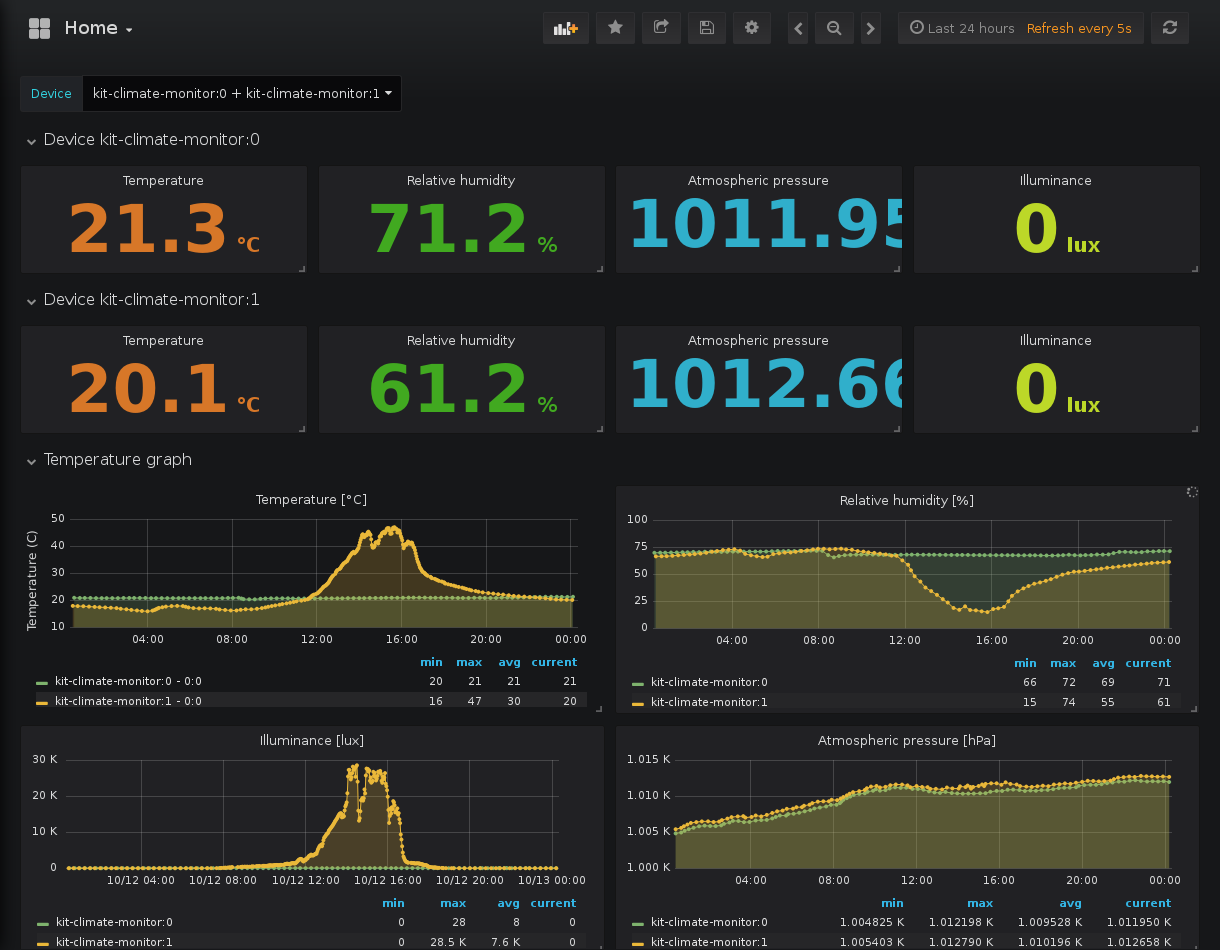 Home
Last 24 hours Refresh every 5s
Device kit-climate-monitor:0 + kit-climate-monitor:1
Device kit-climate-monitor:0
Temperature Relative humidity Atmospheric pressure Illuminance
21.3 °C 71.2 % 1011.95 0 lux
Device kit-climate-monitor:1
Temperature Relative humidity Atmospheric pressure Illuminance
20.1 °C 61.2 % 1012.66 0 lux
Temperature graph
Temperature [°C]
Temperature (C)
50
40
30
20
10
04:00 08:00 12:00 16:00 20:00 00:00
min max avg current
kit-climate-monitor:0 - 0:0 20 21 21 21
kit-climate-monitor:1 - 0:0 16 47 30 20
Relative humidity [%]
100
75
50
25
0
04:00 08:00 12:00 16:00 20:00 00:00
min max avg current
kit-climate-monitor:0 66 72 69 71
kit-climate-monitor:1 15 74 55 61
Illuminance [lux]
30 K
20 K
10 K
0
10/12 04:00 10/12 08:00 10/12 12:00 10/12 16:00 10/12 20:00 10/13 00:00
min max avg current
kit-climate-monitor:0 0 28 8 0
kit-climate-monitor:1 0 28.5 K 7.6 K 0
Atmospheric pressure [hPa]
1.015 K
1.010 K
1.005 K
1.000 K
04:00 08:00 12:00 16:00 20:00 00:00
min max avg current
kit-climate-monitor:0 1.004825 K 1.012198 K 1.009528 K 1.011950 K
kit-climate-monitor:1 1.005403 K 1.012790 K 1.010196 K 1.012658 K